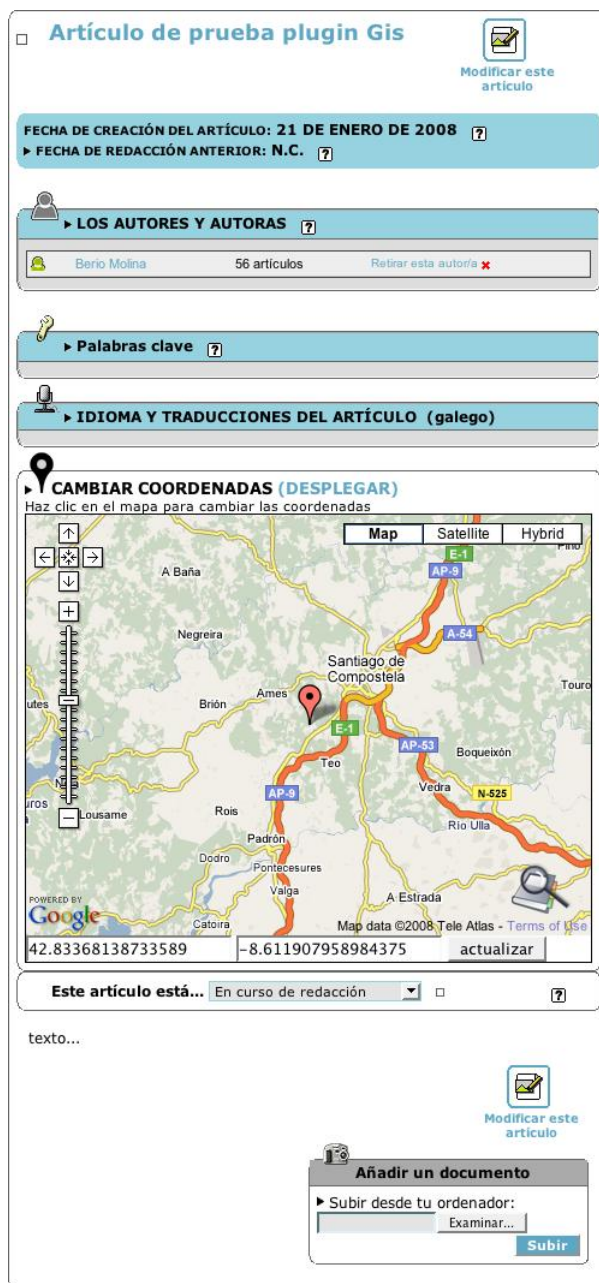 Artículo de prueba plugin Gis
Modificar este
artículo
FECHA DE CREACIÓN DEL ARTÍCULO: 21 DE ENERO DE 2008 ?
FECHA DE REDACCIÓN ANTERIOR: N.C. ?
LOS AUTORES Y AUTORAS ?
Berio Molina 56 artículos Retirar esta autor/a
Palabras clave ?
IDIOMA Y TRADUCCIONES DEL ARTÍCULO (galego)
CAMBIAR COORDENADAS (DESPLEGAR)
Haz clic en el mapa para cambiar las coordenadas
Map Satellite Hybrid
Pino
E-1
AP-9
A Baña
Negreira
A-54
Santiago de
Compostela
Touro
Ames
Brión
E-1
AP-53
Boqueixón
Teo
AP-9
Vedra
N-525
Lousame
Rois
Río Ulla
Padrón
Dodro
Pontecesures
Valga
A Estrada
POWERED BY
Google
Catoira
Map data ©2008 Tele Atlas - Terms of Use
42.83368138733589 -8.611907958984375 actualizar
Este artículo está... En curso de redacción ?
texto...
Modificar este
artículo
Añadir un documento
Subir desde tu ordenador:
Examinar...
Subir